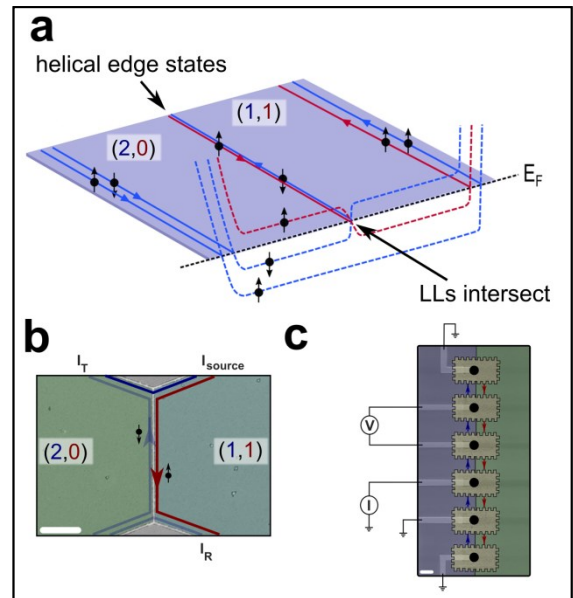 a
helical edge states
(1,1)
(2,0)
E_F
LLs intersect
b
c
I_T
I_source
(2,0)
(1,1)
I_R
V
I